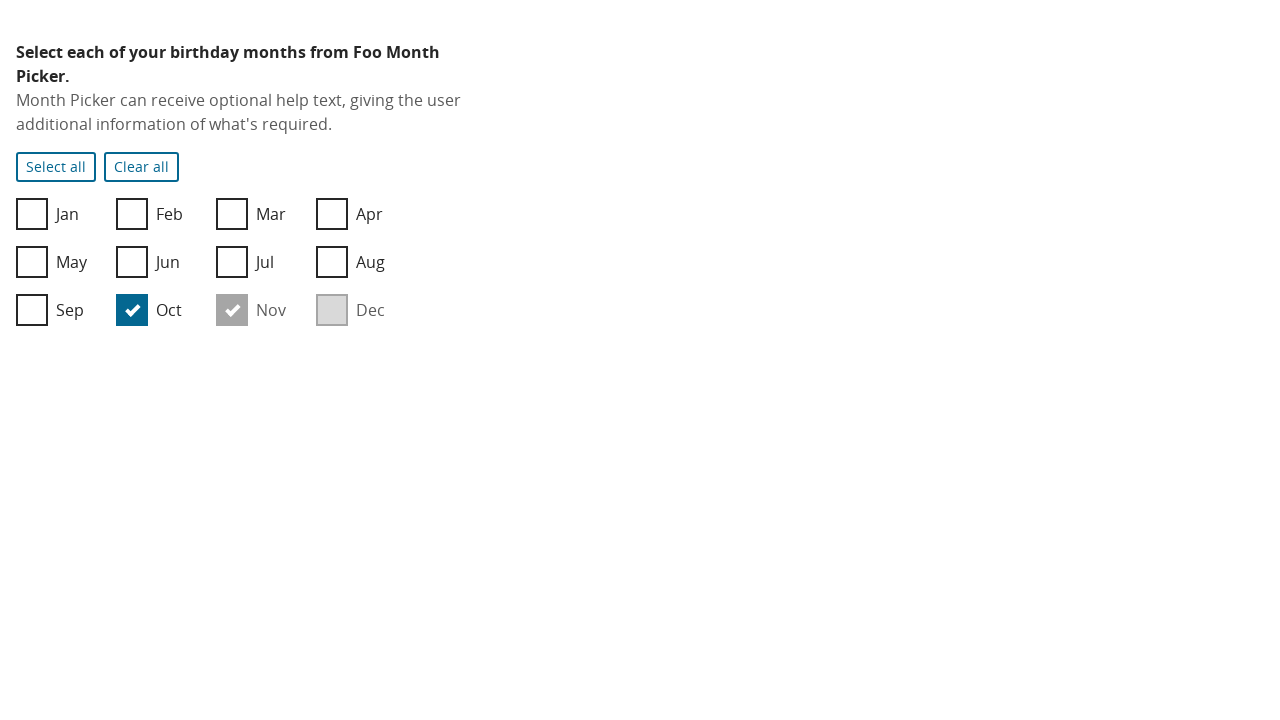 Select each of your birthday months from Foo Month
Picker.
Month Picker can receive optional help text, giving the user
additional information of what's required.
Select all Clear all
Jan Feb Mar Apr
May Jun Jul Aug
Sep Oct Nov Dec